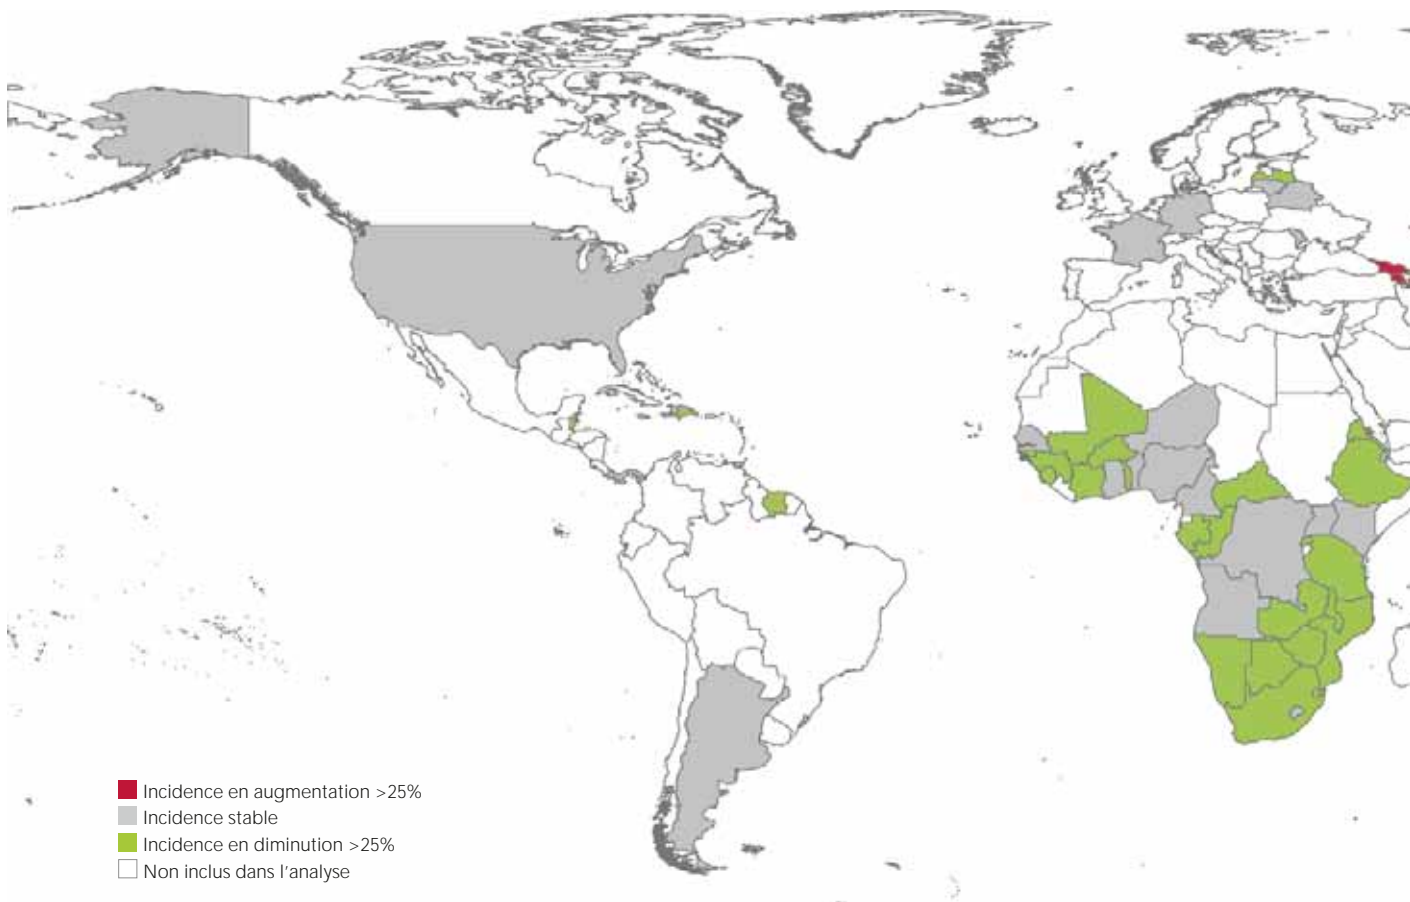 Incidence en augmentation >25%
Incidence stable
Incidence en diminution >25%
Non inclus dans l'analyse